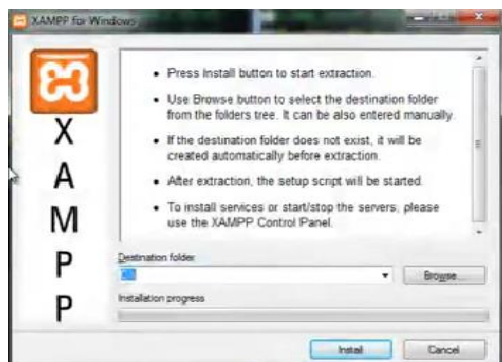 XAMPP for Windows
X
A
M
P
P
Press Install button to start extraction.
Use Browse button to select the destination folder
from the folders tree. It can be also entered manually.
If the destination folder does not exist, it will be
created automatically before extraction.
After extraction, the setup script will be started.
To install services or start/stop the servers, please
use the XAMPP Control Panel.
Destination folder
Browse...
Installation progress
Install
Cancel